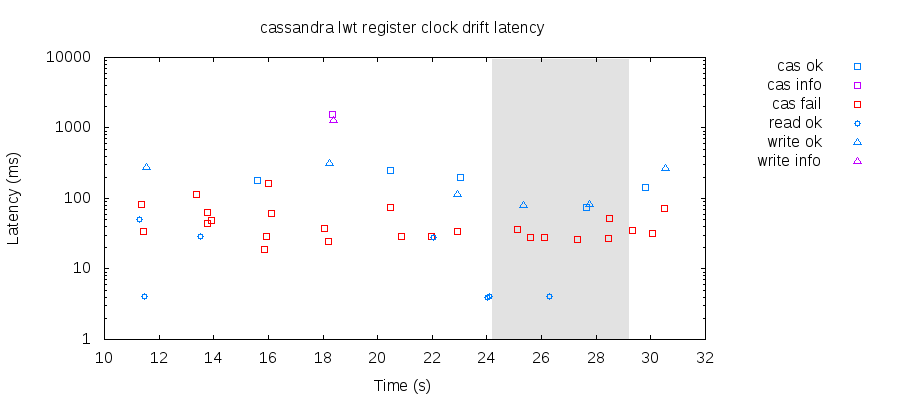 cassandra lwt register clock drift latency
Latency (ms)
10000
1000
100
10
1
10 12 14 16 18 20 22 24 26 28 30 32
Time (s)
cas ok
cas info
cas fail
read ok
write ok
write info